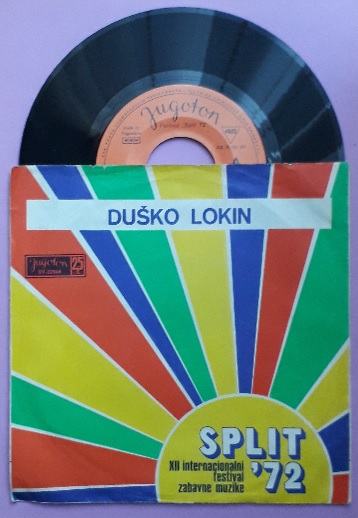 Jugoton
DUŠKO LOKIN
Jugoton
25
SPLIT
'72
XII internacionalni
festival
zabavne muzike